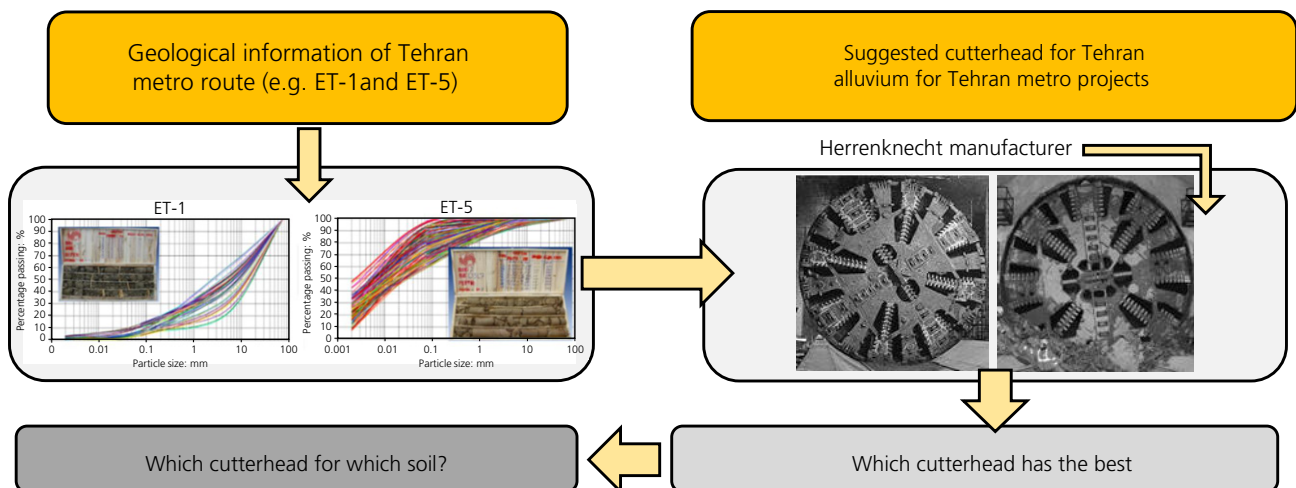 Geological information of Tehran
metro route (e.g. ET-1and ET-5)
Suggested cutterhead for Tehran
alluvium for Tehran metro projects
Herrenknecht manufacturer
ET-1
Percentage passing: %
100
90
80
70
60
50
40
30
20
10
0
0
0.01
0.1
1
10
100
Particle size: mm
ET-5
Percentage passing: %
100
90
80
70
60
50
40
30
20
10
0
0.001
0.01
0.1
1
10
100
Particle size: mm
Which cutterhead for which soil?
Which cutterhead has the best